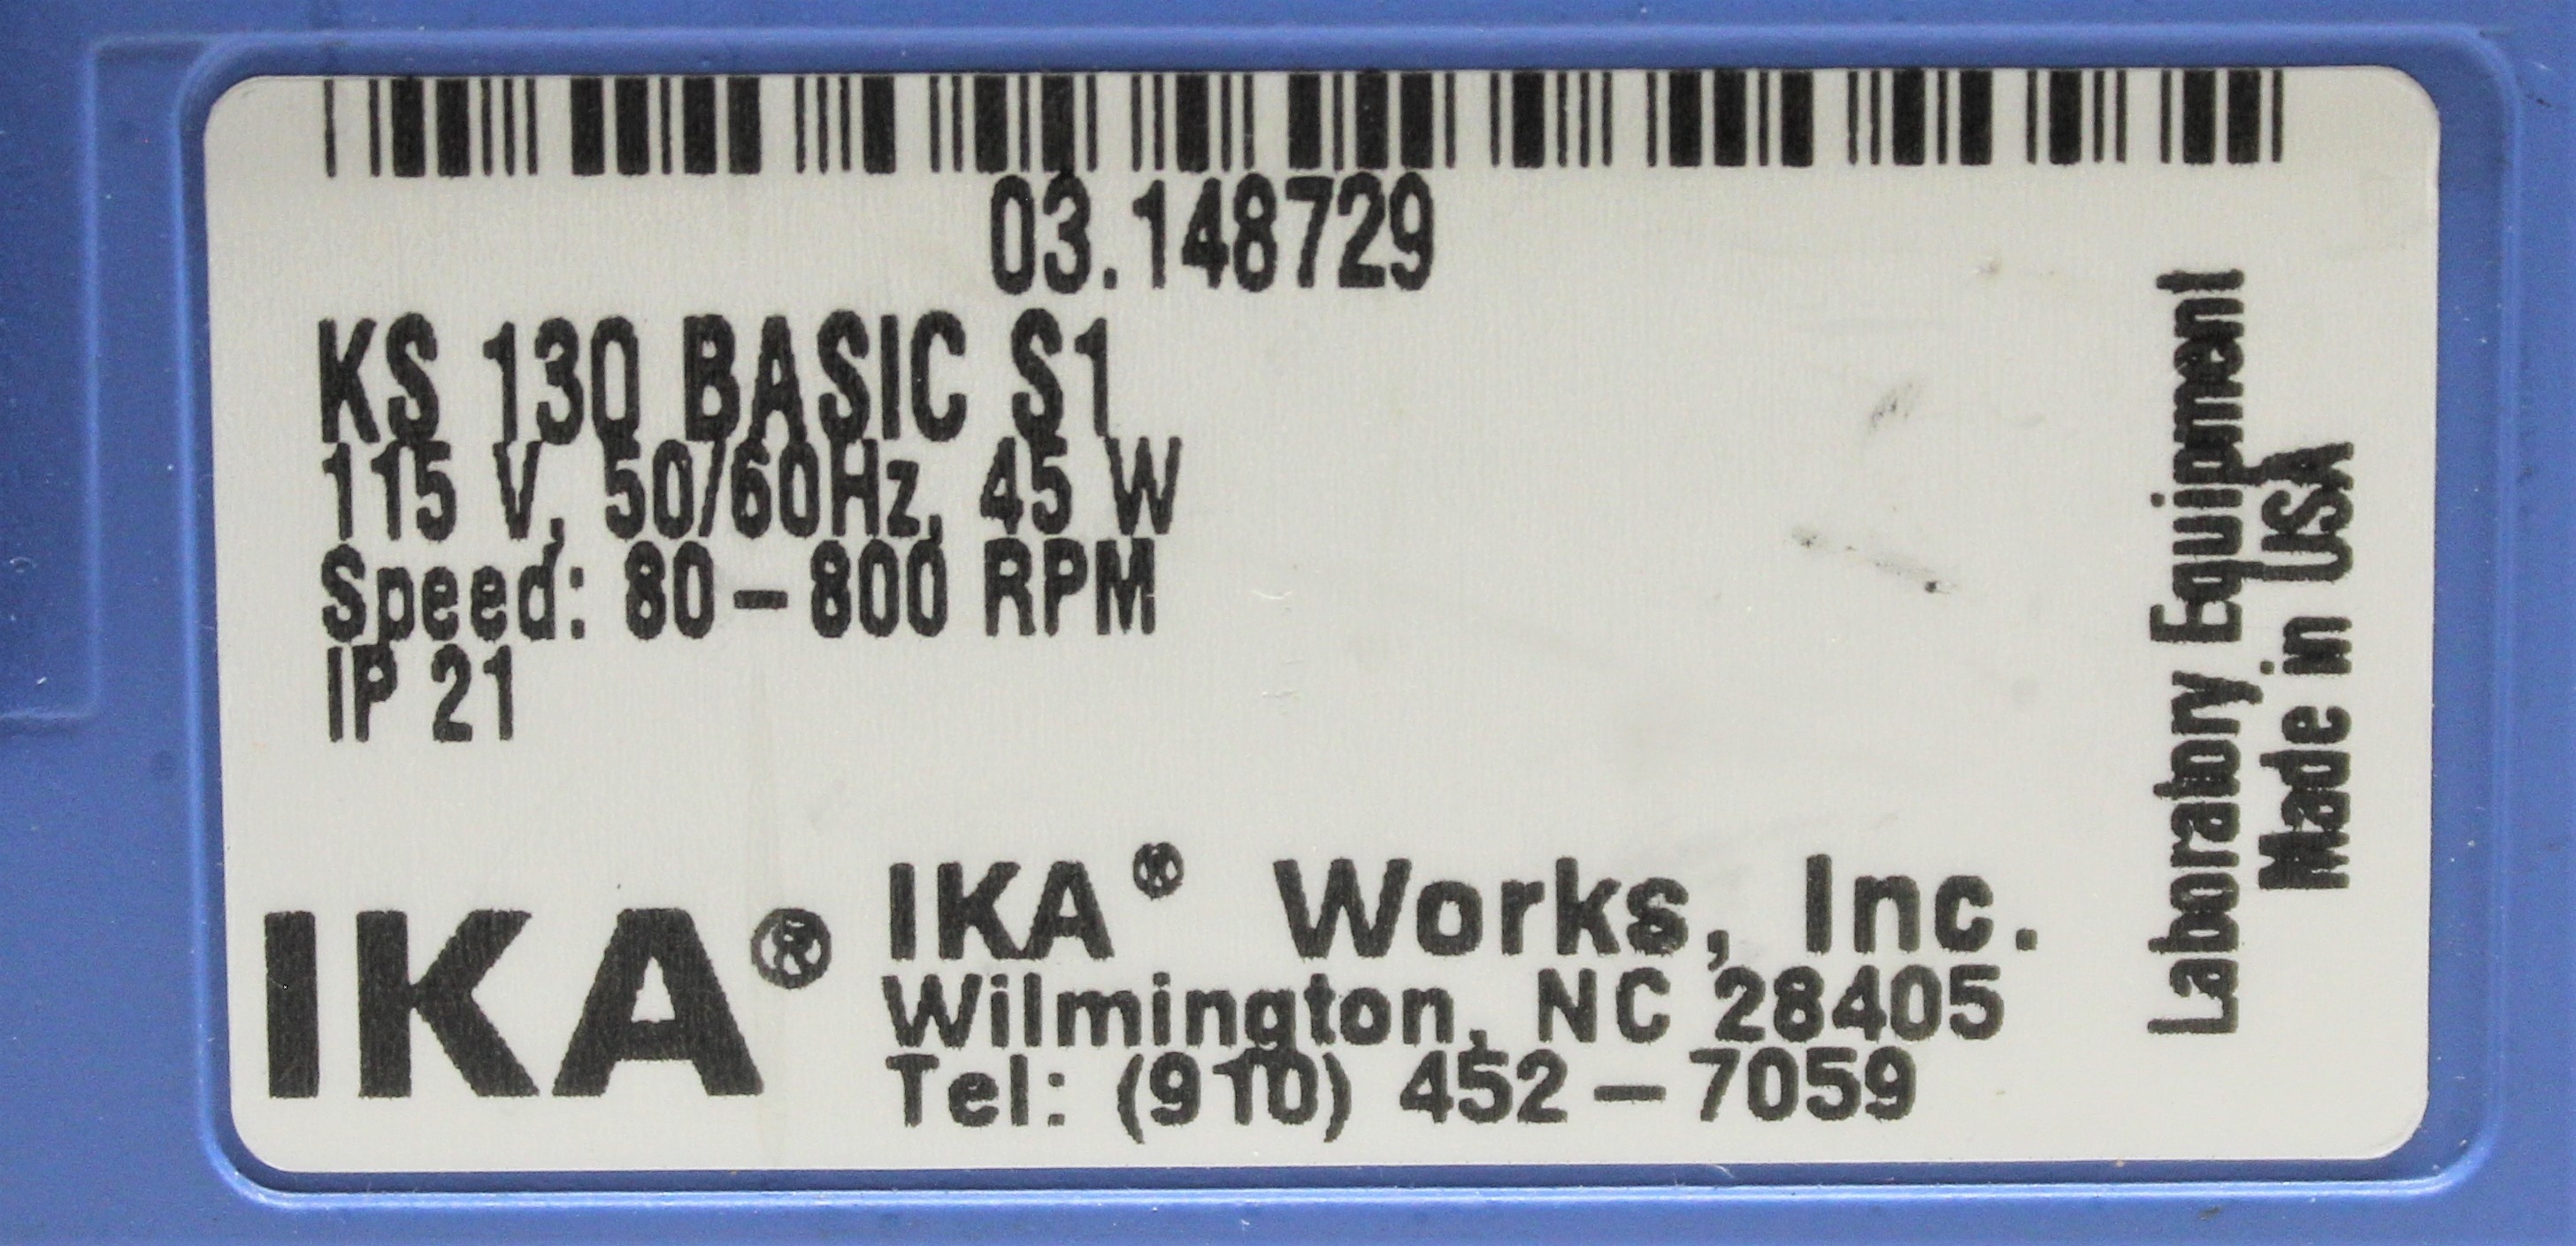 03.148729
KS 130 BASIC S1
115 V, 50/60Hz, 45 W
Speed: 80-800 RPM
IP 21
IKA®
IKA® Works, Inc.
Wilmington, NC 28405
Tel: (910) 452-7059
Laboratory Equipment
Made in USA